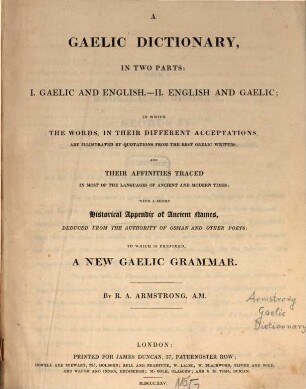 A
GAELIC DICTIONARY,
IN TWO PARTS:
I. GAELIC AND ENGLISH.—II. ENGLISH AND GAELIC;
IN WHICH
THE WORDS, IN THEIR DIFFERENT ACCEPTATIONS,
ARE ILLUSTRATED BY QUOTATIONS FROM THE BEST GAELIC WRITERS;
AND
THEIR AFFINITIES TRACED
IN MOST OF THE LANGUAGES OF ANCIENT AND MODERN TIMES;
WITH A SHORT
Historical Appendix of Ancient Names,
DEDUCED FROM THE AUTHORITY OF OSSIAN AND OTHER POETS:
TO WHICH IS PREFIXED,
A NEW GAELIC GRAMMAR.
By R. A. ARMSTRONG, A.M.
Armstrong
Gaelic
Dictionnary
LONDON:
PRINTED FOR JAMES DUNCAN, 37, PATERNOSTER ROW;
HOWELL AND STEWART, HOLBORN; BELL AND BRADFUTE, W. LAING, W. BLACKWOOD, OLIVER AND BOYD,
AND WAUGH AND INNES, EDINBURGH; M. OGLE, GLASGOW; AND DUBLIN.
MDCCCXXV.